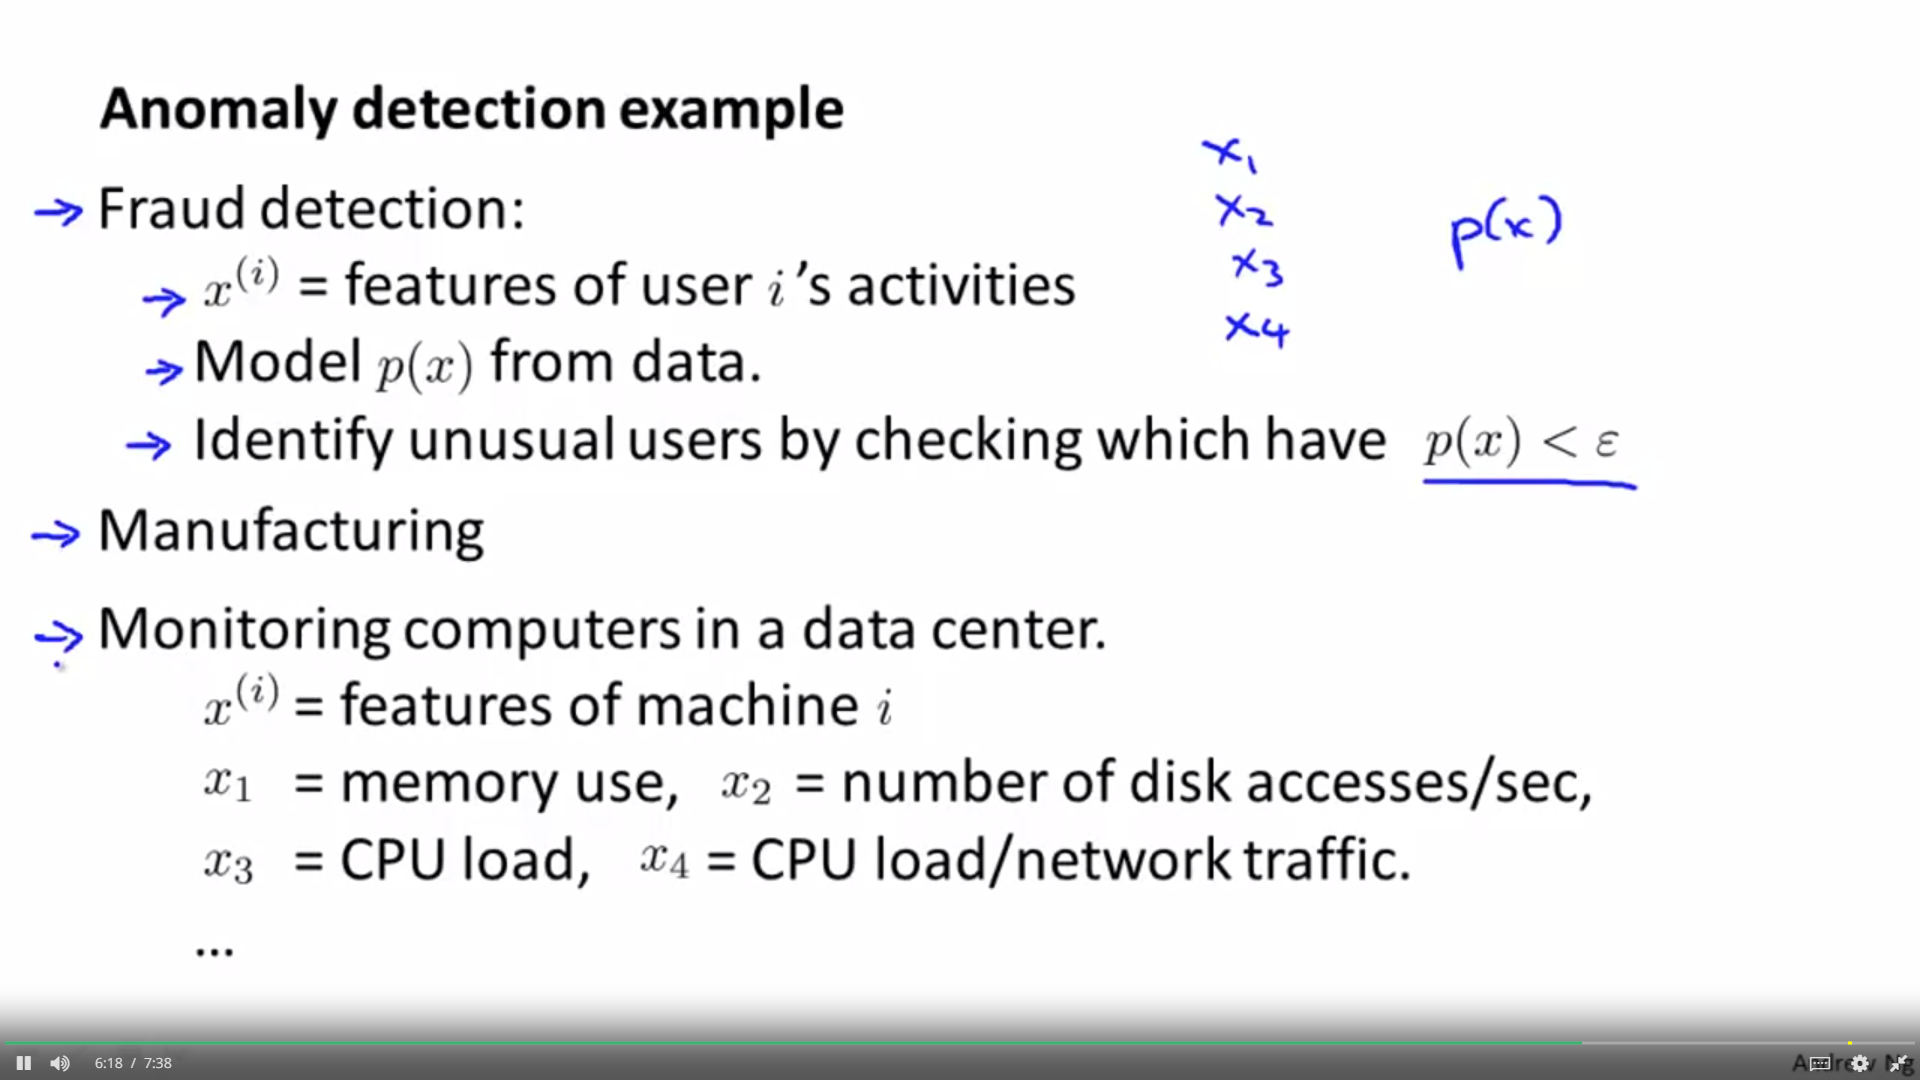 Anomaly detection example
x₁
x₂
x₃
x₄
p(x)
→ Fraud detection:
→ x⁽ⁱ⁾ = features of user i 's activities
→ Model p(x) from data.
→ Identify unusual users by checking which have p(x) < ε
→ Manufacturing
→ Monitoring computers in a data center.
x⁽ⁱ⁾ = features of machine i
x₁ = memory use, x₂ = number of disk accesses/sec,
x₃ = CPU load, x₄ = CPU load/network traffic.
...
6:18 / 7:38
Andrew Ng